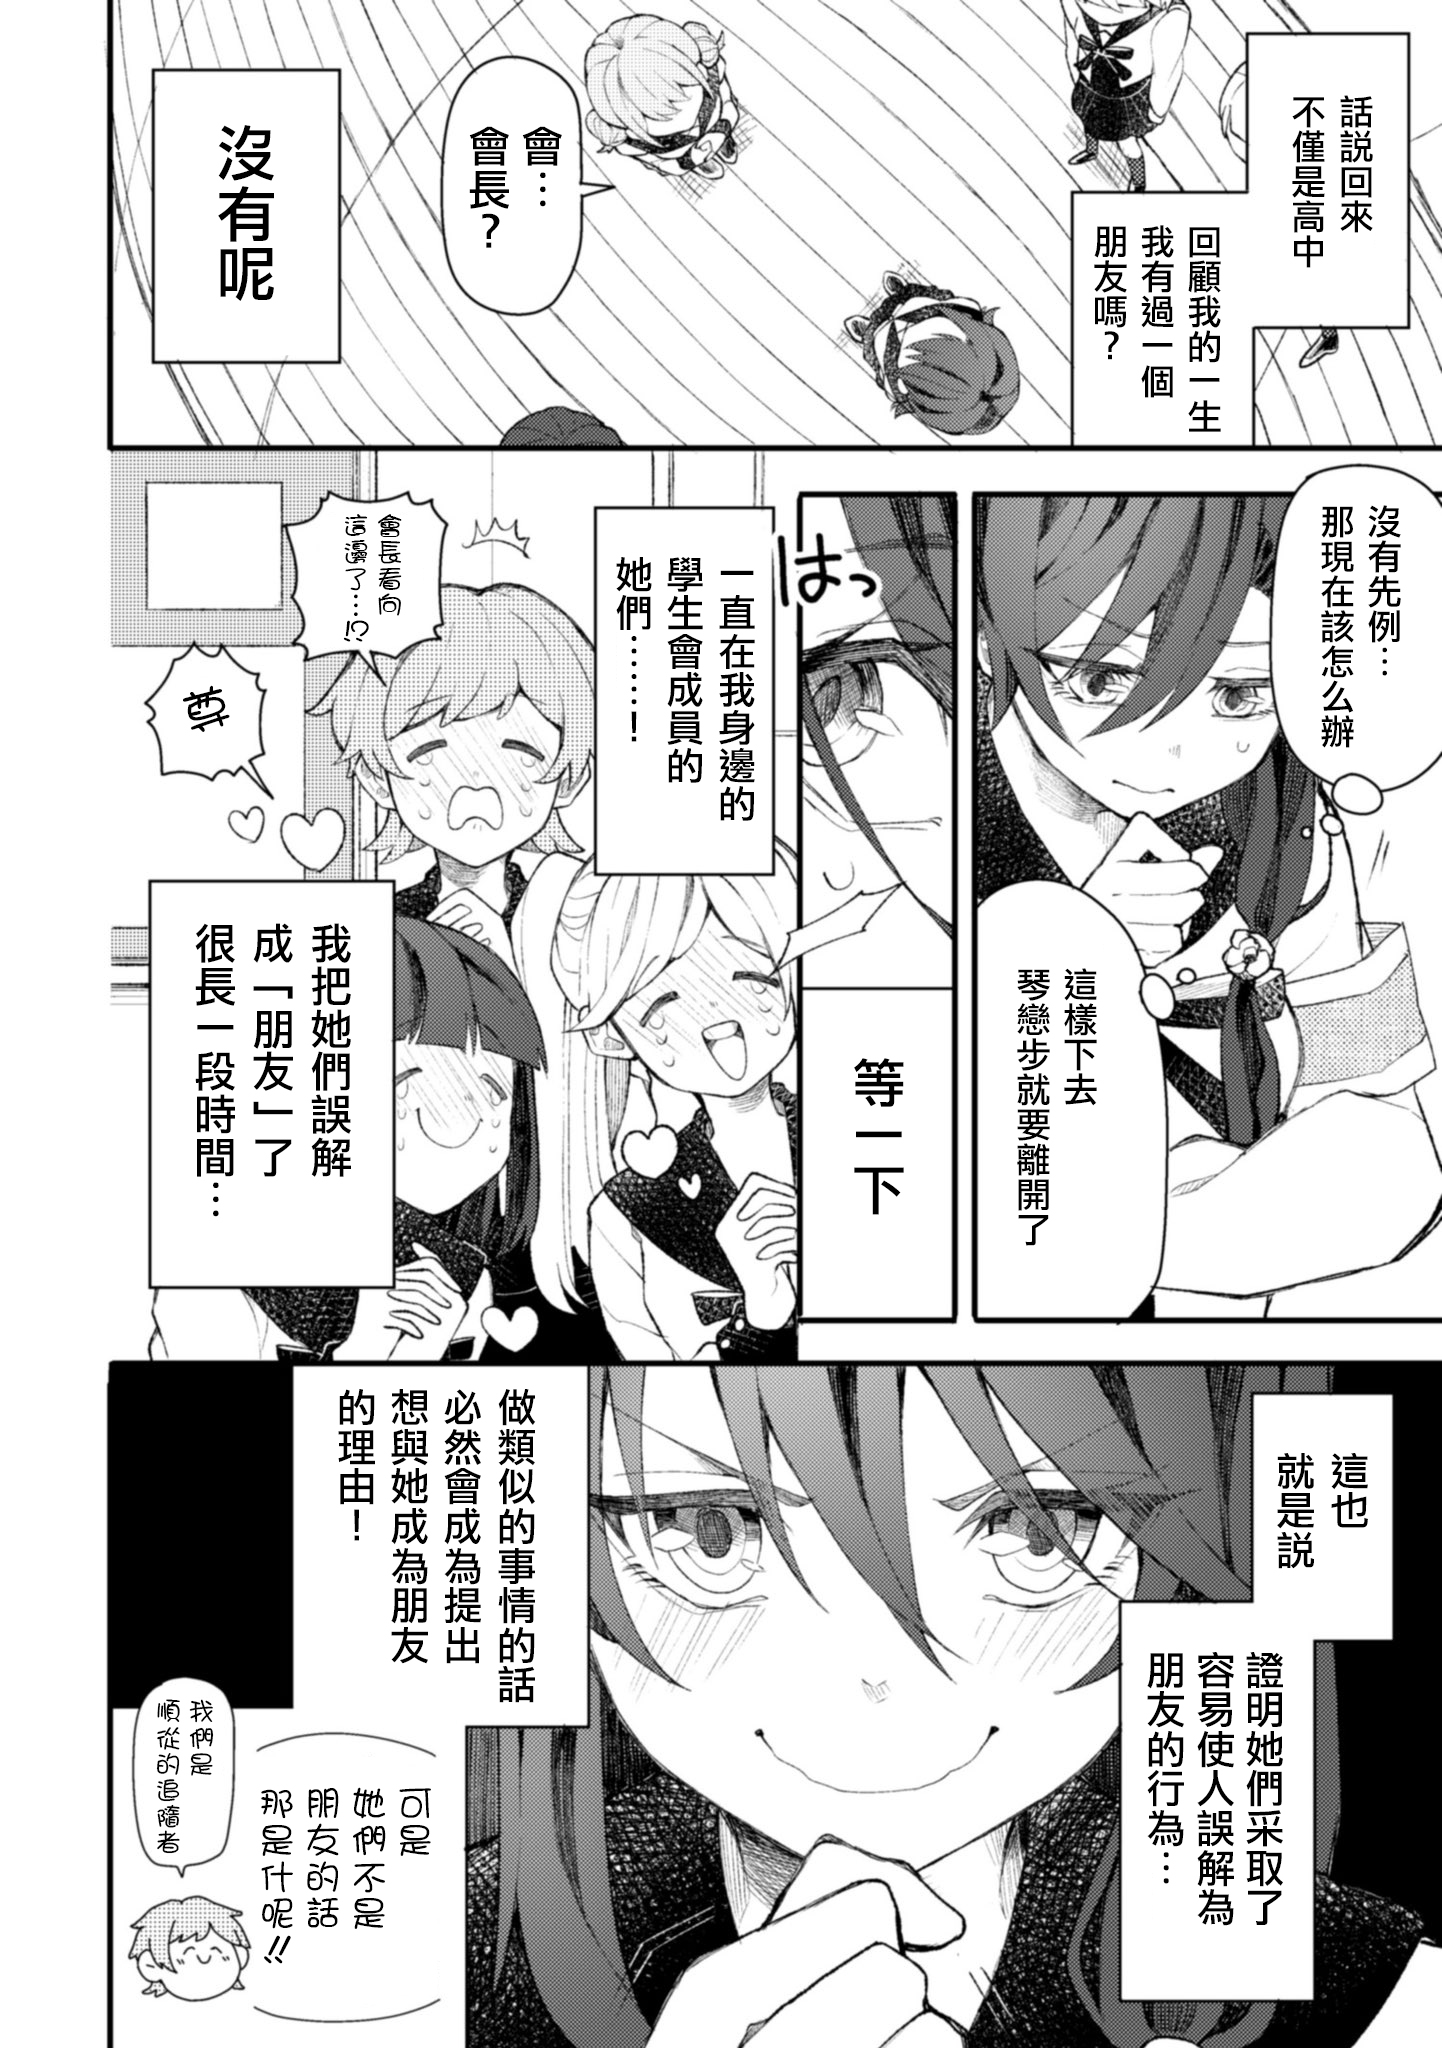 話説回來
不僅是高中
回顧我的一生
我有過一個
朋友嗎？
會…
會長？
沒有呢
沒有先例…
那現在該怎么辦
這樣下去
琴戀步就要離開了
はっ
等一下
一直在我身邊的
學生會成員的
她們……！
會長看向
這邊了…!?
尊
我把她們誤解
成「朋友」了
很長一段時間…
這也
就是説
證明她們采取了
容易使人誤解為
朋友的行為…
做類似的事情的話
必然會成為提出
想與她成為朋友
的理由！
可是
她們不是
朋友的話
那是什呢!!
我們是
順從的追隨者